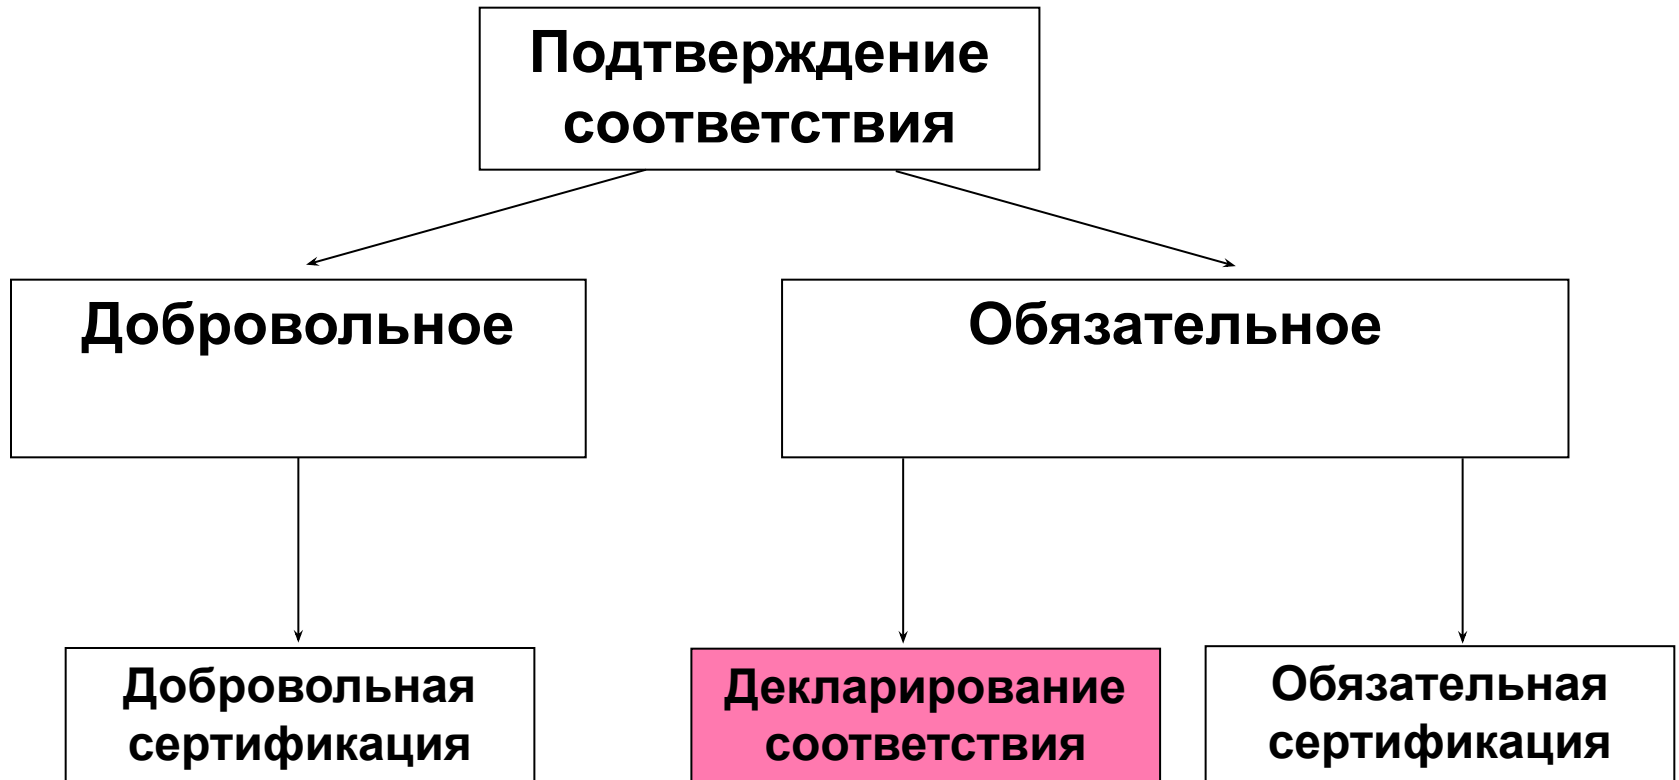 Подтверждение
соответствия
Добровольное
Обязательное
Добровольная
сертификация
Декларирование
соответствия
Обязательная
сертификация